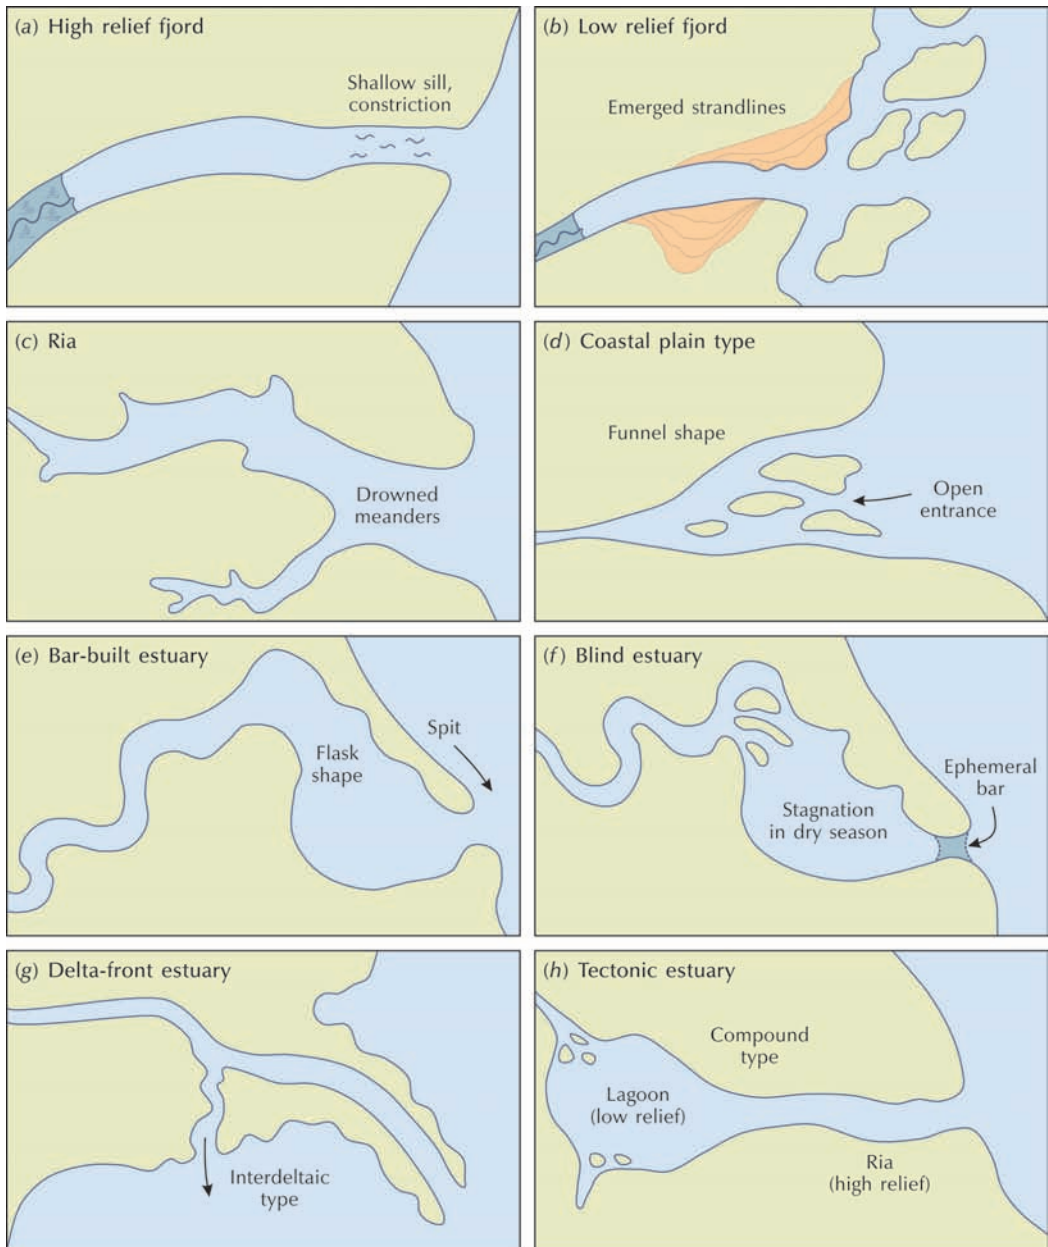 (a) High relief fjord
Shallow sill,
constriction
(b) Low relief fjord
Emerged strandlines
(c) Ria
Drowned
meanders
(d) Coastal plain type
Funnel shape
Open
entrance
(e) Bar-built estuary
Spit
Flask
shape
(f) Blind estuary
Ephemeral
bar
Stagnation
in dry season
(g) Delta-front estuary
Interdeltaic
type
(h) Tectonic estuary
Compound
type
Lagoon
(low relief)
Ria
(high relief)